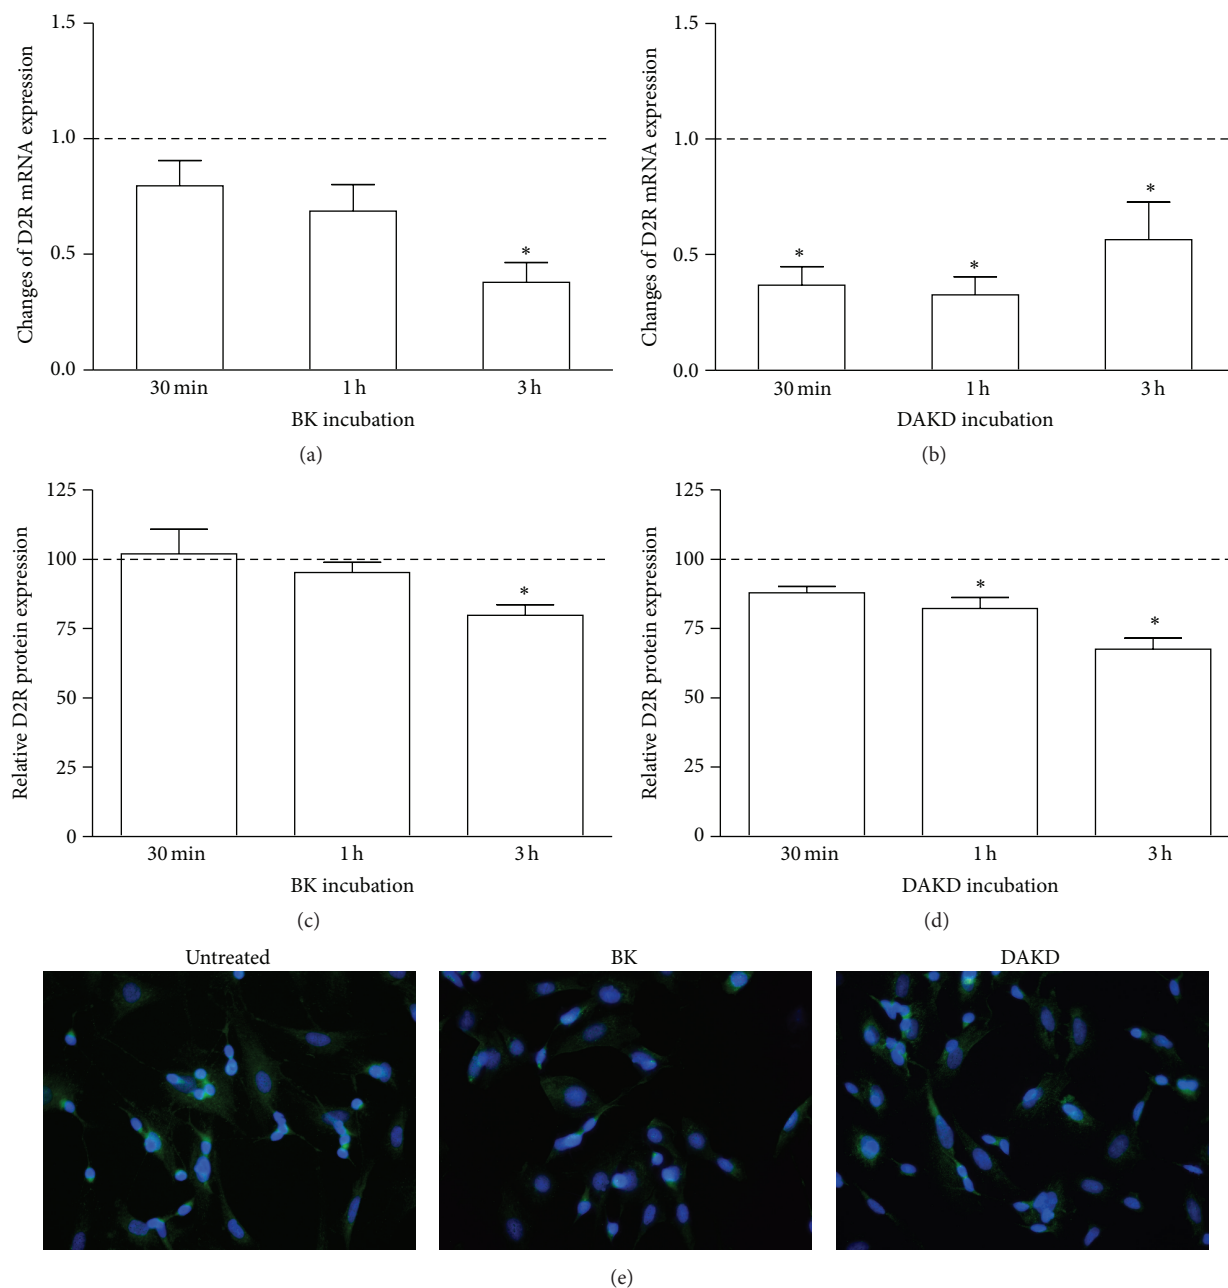 Changes of D2R mRNA expression
1.5
1.0
0.5
0.0
30 min 1 h 3 h
*
BK incubation
(a)
Changes of D2R mRNA expression
1.5
1.0
0.5
0.0
* * *
30 min 1 h 3 h
DAKD incubation
(b)
Relative D2R protein expression
125
100
75
50
25
0
*
30 min 1 h 3 h
BK incubation
(c)
Relative D2R protein expression
125
100
75
50
25
0
* *
30 min 1 h 3 h
DAKD incubation
(d)
Untreated BK DAKD
(e)